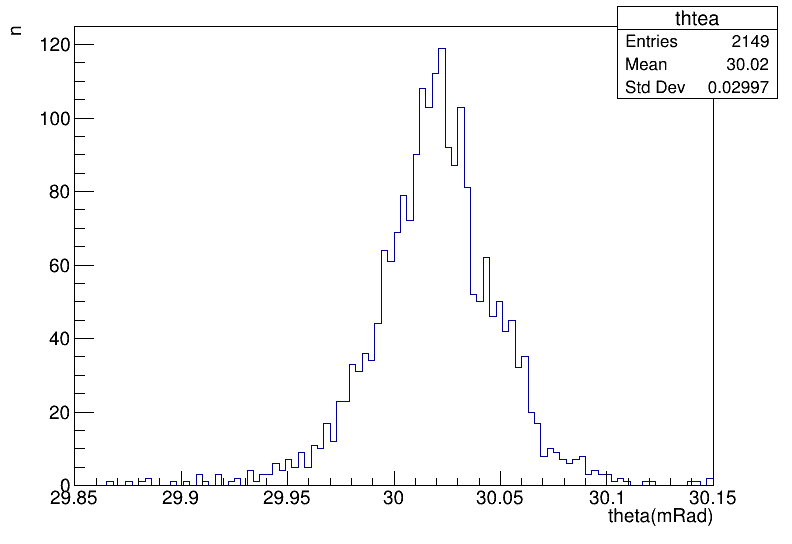 thtea
Entries 2149
Mean 30.02
Std Dev 0.02997
n
120
100
80
60
40
20
0
29.85 29.9 29.95 30 30.05 30.1 30.15
theta(mRad)